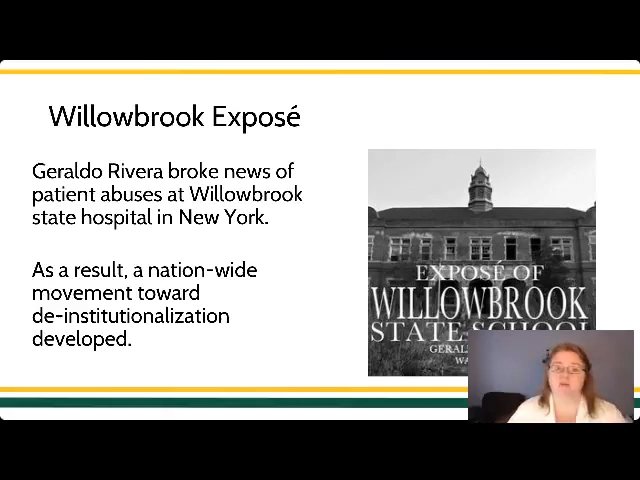 Willowbrook Exposé
Geraldo Rivera broke news of
patient abuses at Willowbrook
state hospital in New York.
As a result, a nation-wide
movement toward
de-institutionalization
developed.
EXPOSÉ OF
WILLOWBROOK
STATE SCHOOL